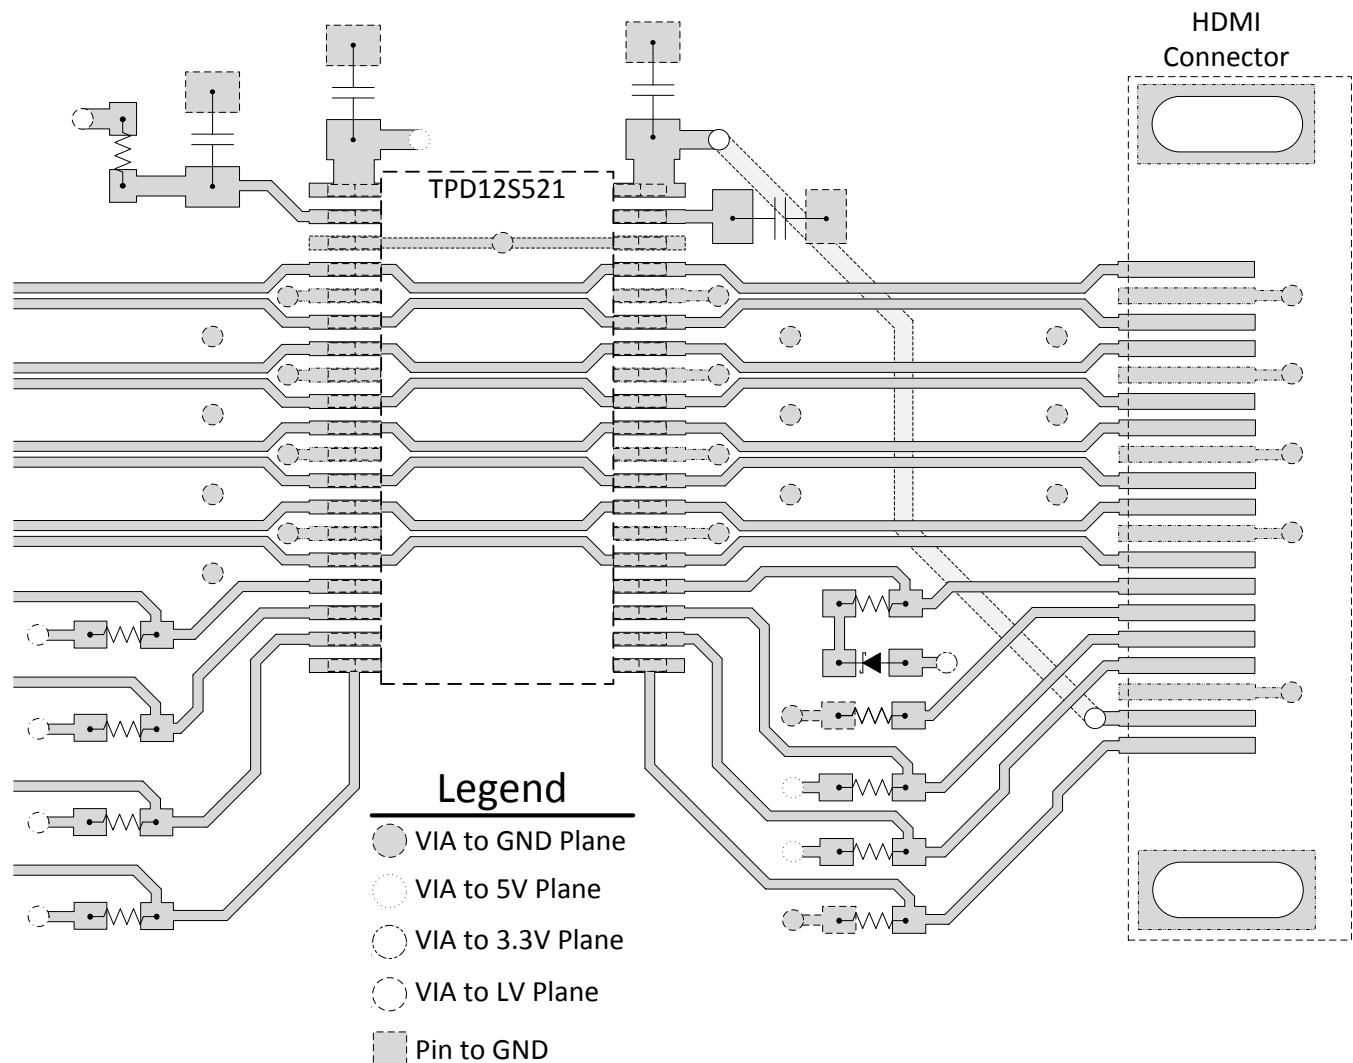 HDMI
Connector
TPD12S521
Legend
VIA to GND Plane
VIA to 5V Plane
VIA to 3.3V Plane
VIA to LV Plane
Pin to GND